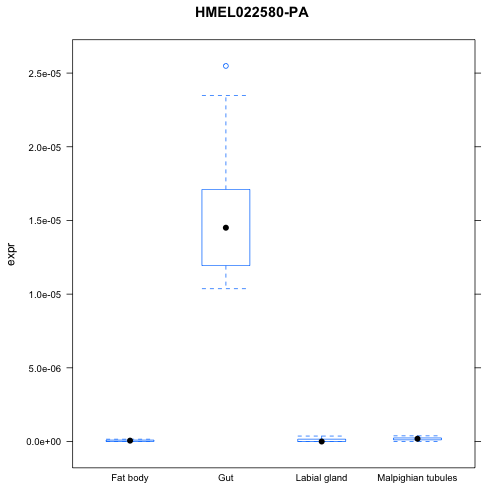 HMEL022580-PA
expr
2.5e-05
2.0e-05
1.5e-05
1.0e-05
5.0e-06
0.0e+00
Fat body
Gut
Labial gland
Malpighian tubules